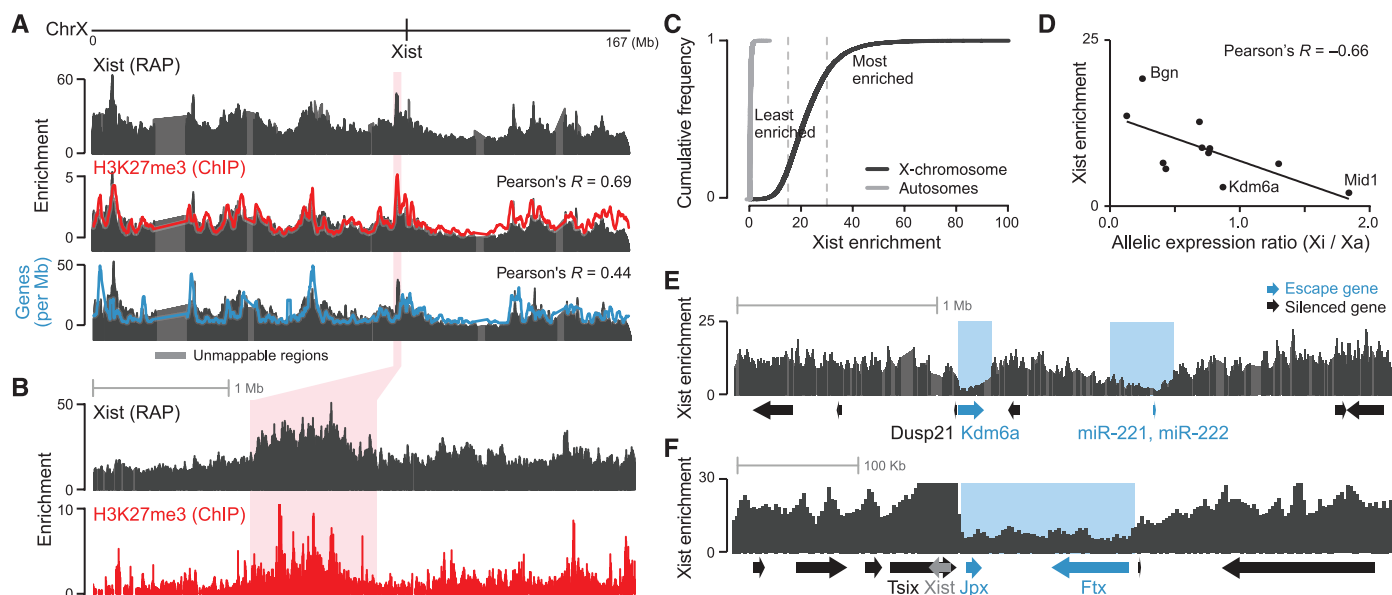 A
ChrX
0
Xist
167 (Mb)
Xist (RAP)
60
0
H3K27me3 (ChIP)
Pearson's R = 0.69
5
0
Enrichment
Pearson's R = 0.44
50
0
Genes
(per Mb)
Unmappable regions
B
1 Mb
Xist (RAP)
50
0
H3K27me3 (ChIP)
10
0
Enrichment
C
Cumulative frequency
1
0
Least
enriched
Most
enriched
X-chromosome
Autosomes
0 20 40 60 80 100
Xist enrichment
D
Pearson's R = –0.66
Xist enrichment
25
0
Bgn
Kdm6a
Mid1
0.0 1.0 2.0
Allelic expression ratio (Xi / Xa)
E
1 Mb
Escape gene
Silenced gene
Xist enrichment
25
0
Dusp21 Kdm6a miR-221, miR-222
F
100 Kb
Xist enrichment
30
0
Tsix Xist Jpx Ftx